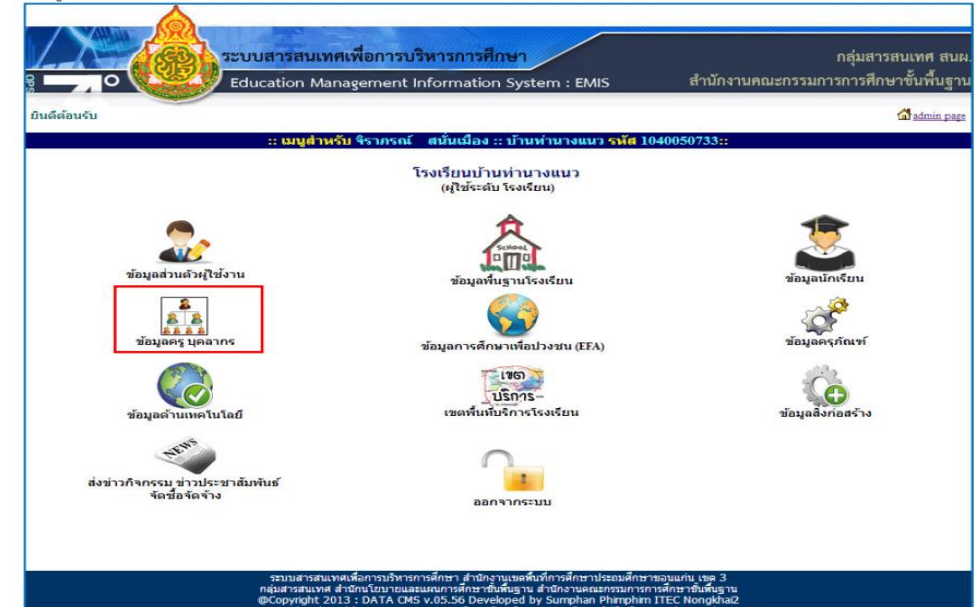 ระบบสารสนเทศเพื่อการบริหารการศึกษา
Education Management Information System : EMIS
กลุ่มสารสนเทศ สนผ.
สำนักงานคณะกรรมการการศึกษาขั้นพื้นฐาน
ยินดีต้อนรับ
admin page
:: เมนูสำหรับ จิราภรณ์ สนั่นเมือง :: บ้านท่านางแนว รหัส 1040050733::
โรงเรียนบ้านท่านางแนว
(ผู้ใช้ระดับ โรงเรียน)
ข้อมูลส่วนตัวผู้ใช้งาน
SCHOOL
ข้อมูลพื้นฐานโรงเรียน
ข้อมูลนักเรียน
ข้อมูลครู บุคลากร
ข้อมูลการศึกษาเพื่อปวงชน (EFA)
ข้อมูลครุภัณฑ์
ข้อมูลด้านเทคโนโลยี
เขต
บริการ
เขตพื้นที่บริการโรงเรียน
ข้อมูลสิ่งก่อสร้าง
NEWS
ส่งข่าวกิจกรรม ข่าวประชาสัมพันธ์
จัดซื้อจัดจ้าง
ออกจากระบบ
ระบบสารสนเทศเพื่อการบริหารการศึกษา สำนักงานเขตพื้นที่การศึกษาประถมศึกษาขอนแก่น เขต 3
กลุ่มสารสนเทศ สำนักนโยบายและแผนการศึกษาขั้นพื้นฐาน สำนักงานคณะกรรมการการศึกษาขั้นพื้นฐาน
@Copyright 2013 : DATA CMS v.05.56 Developed by Sumphan Phimphim ITEC Nongkhai2